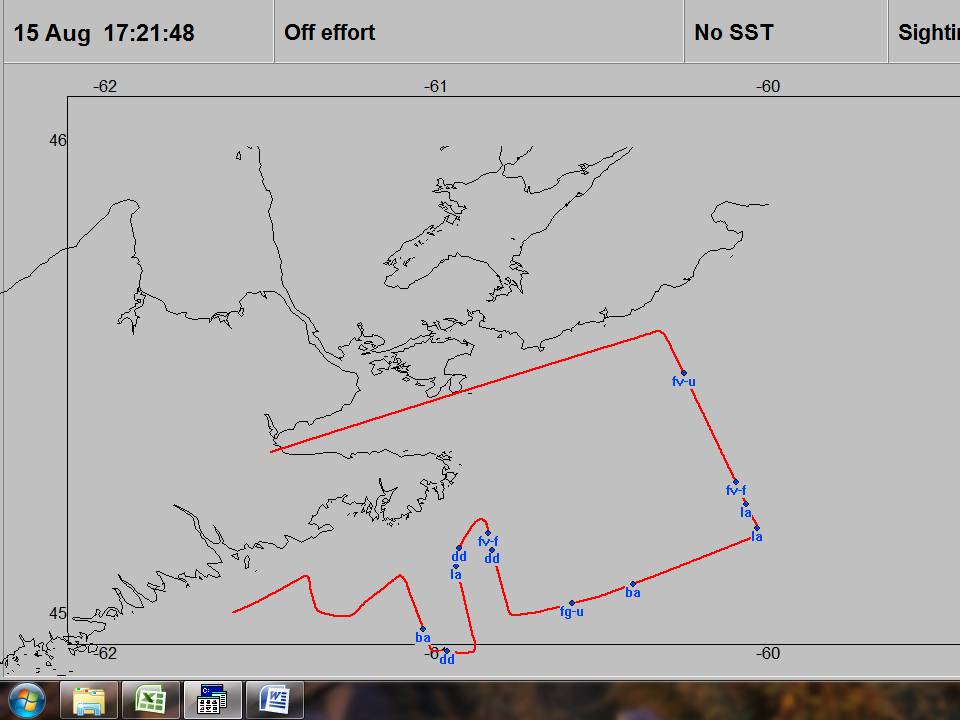 15 Aug 17:21:48 Off effort No SST
-62 -61 -60
46
fv-u
fv-f
la
la
fv-f
dd
dd
la
ba
fg-u
45
ba
dd
-62 -60